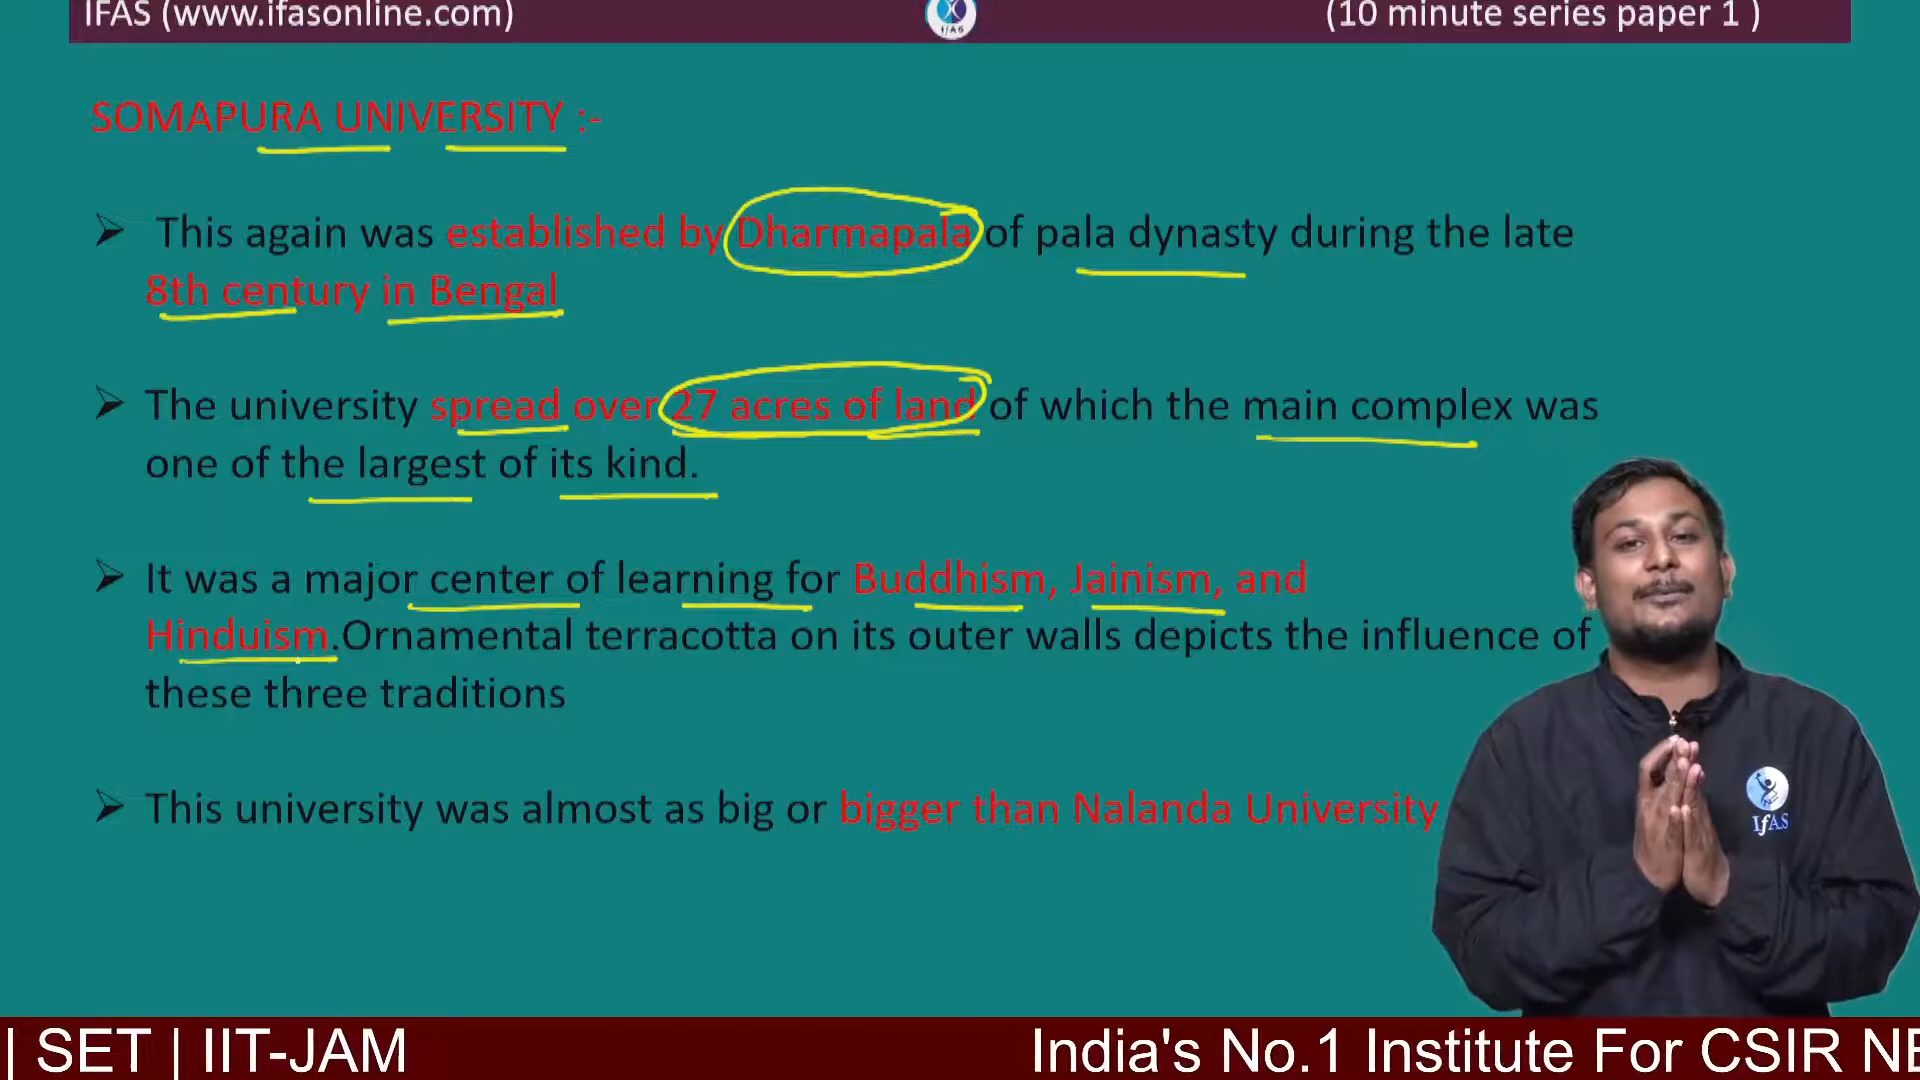 IFAS (www.ifasonline.com)
IfAS
(10 minute series paper 1 )
SOMAPURA UNIVERSITY :-
This again was established by Dharmapala of pala dynasty during the late
8th century in Bengal
The university spread over 27 acres of land of which the main complex was
one of the largest of its kind.
It was a major center of learning for Buddhism, Jainism, and
Hinduism.Ornamental terracotta on its outer walls depicts the influence of
these three traditions
This university was almost as big or bigger than Nalanda University
IfAS
| SET | IIT-JAM
India's No.1 Institute For CSIR NE